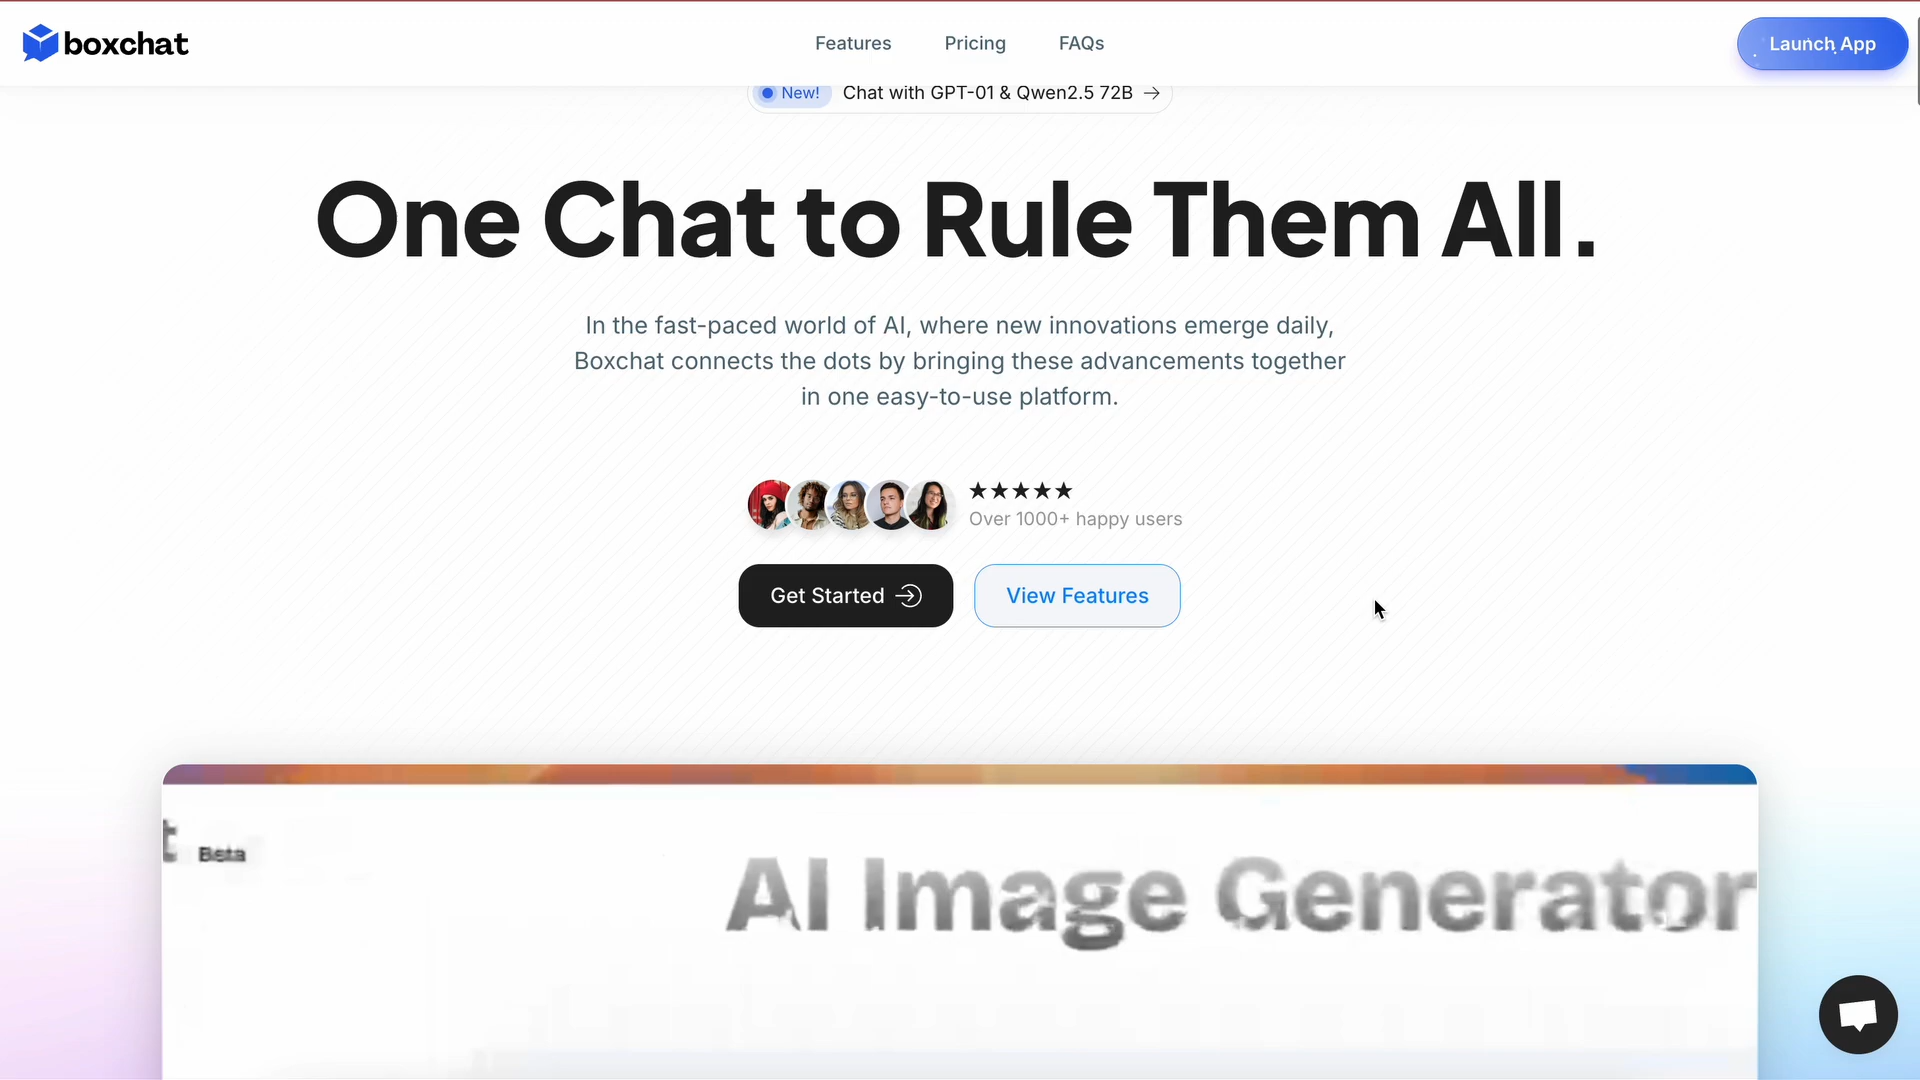 boxchat
Features
Pricing
FAQs
Launch App
New! Chat with GPT-01 & Qwen2.5 72B
One Chat to Rule Them All.
In the fast-paced world of AI, where new innovations emerge daily,
Boxchat connects the dots by bringing these advancements together
in one easy-to-use platform.
★★★★★
Over 1000+ happy users
Get Started
View Features
t Beta
AI Image Generator